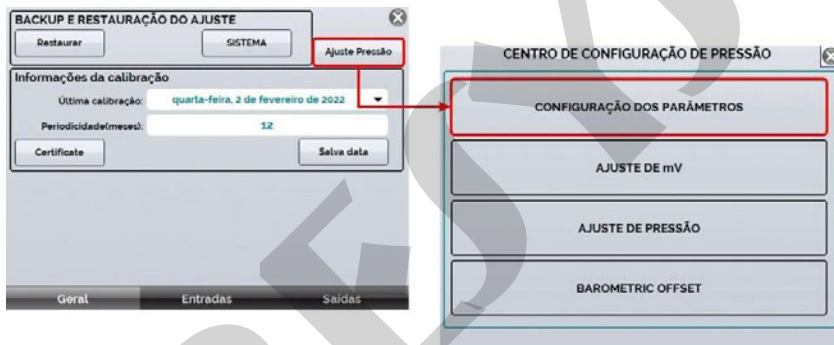 BACKUP E RESTAURAÇÃO DO AJUSTE
Restaurar
SISTEMA
Ajuste Pressão
Informações da calibração
Última calibração: quarta-feira, 2 de fevereiro de 2022
Periodicidade(meses): 12
Certificate
Salva data
Geral Entradas Saídas
CENTRO DE CONFIGURAÇÃO DE PRESSÃO
CONFIGURAÇÃO DOS PARÂMETROS
AJUSTE DE mV
AJUSTE DE PRESSÃO
BAROMETRIC OFFSET